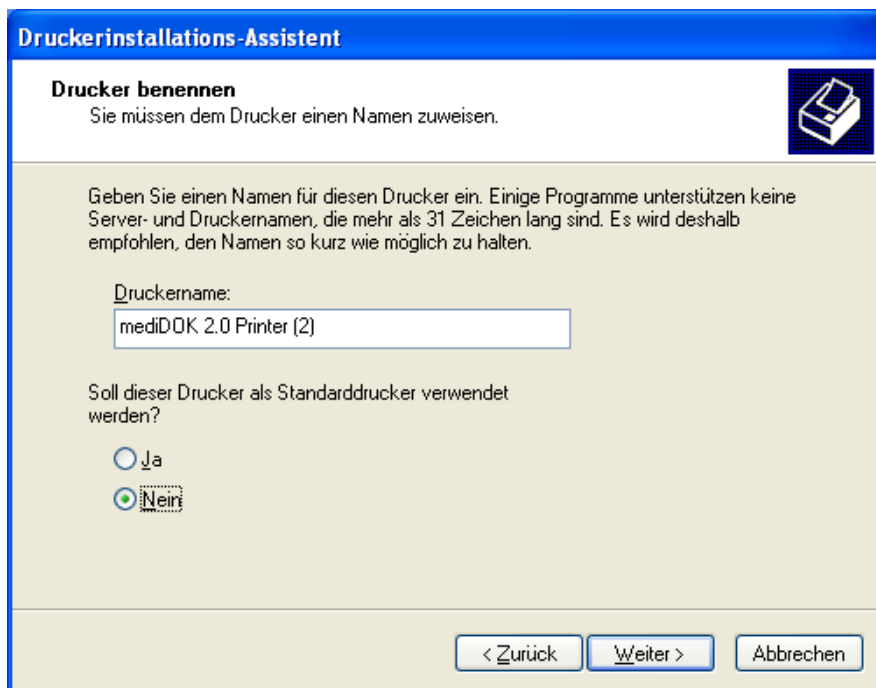 Druckerinstallations-Assistent
Drucker benennen
Sie müssen dem Drucker einen Namen zuweisen.
Geben Sie einen Namen für diesen Drucker ein. Einige Programme unterstützen keine
Server- und Druckernamen, die mehr als 31 Zeichen lang sind. Es wird deshalb
empfohlen, den Namen so kurz wie möglich zu halten.
Druckername:
mediDOK 2.0 Printer (2)
Soll dieser Drucker als Standarddrucker verwendet
werden?
Ja
Nein
< Zurück Weiter > Abbrechen